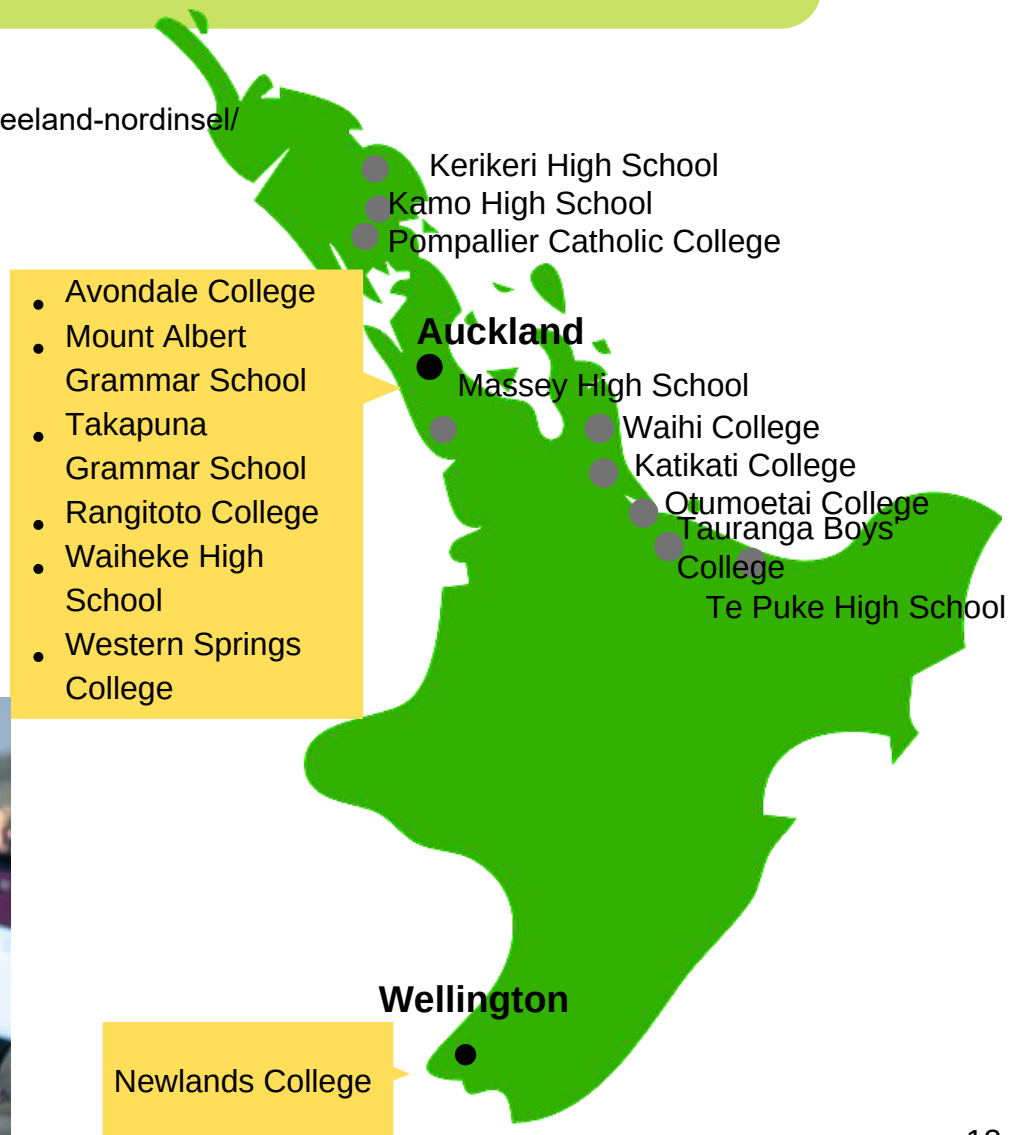 eeland-nordinsel/
Kerikeri High School
Kamo High School
Pompallier Catholic College
• Avondale College
• Mount Albert
Grammar School
• Takapuna
Grammar School
• Rangitoto College
• Waiheke High
School
• Western Springs
College
Auckland
Massey High School
Waihi College
Katikati College
Otumoetai College
Tauranga Boys'
College
Te Puke High School
Wellington
Newlands College